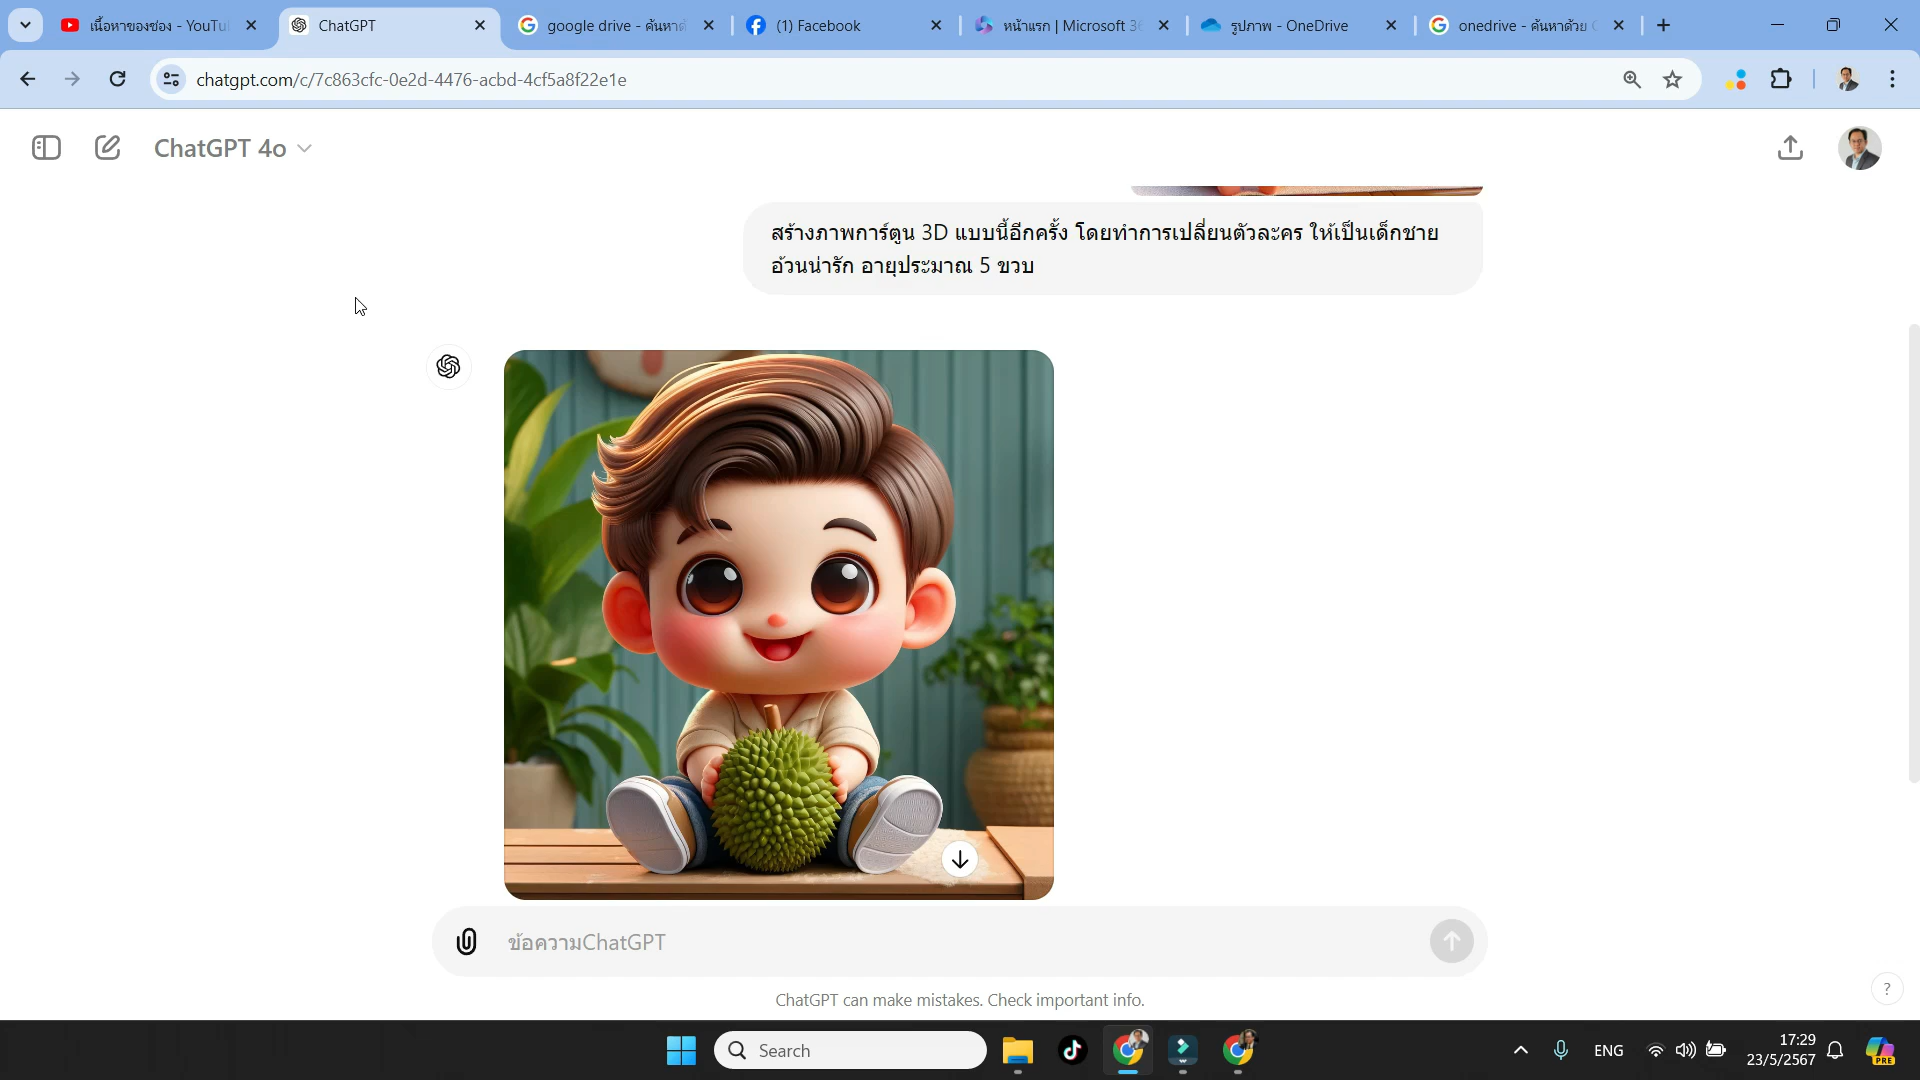 เนื้อหาของช่อง - YouTu
ChatGPT
google drive - ค้นหาด้
(1) Facebook
หน้าแรก | Microsoft 36
รูปภาพ - OneDrive
onedrive - ค้นหาด้วย G
chatgpt.com/c/7c863cfc-0e2d-4476-acbd-4cf5a8f22e1e
ChatGPT 4o
สร้างภาพการ์ตูน 3D แบบนี้อีกครั้ง โดยทำการเปลี่ยนตัวละคร ให้เป็นเด็กชาย
อ้วนน่ารัก อายุประมาณ 5 ขวบ
ข้อความChatGPT
ChatGPT can make mistakes. Check important info.
?
Search
ENG
17:29
23/5/2567
PRE